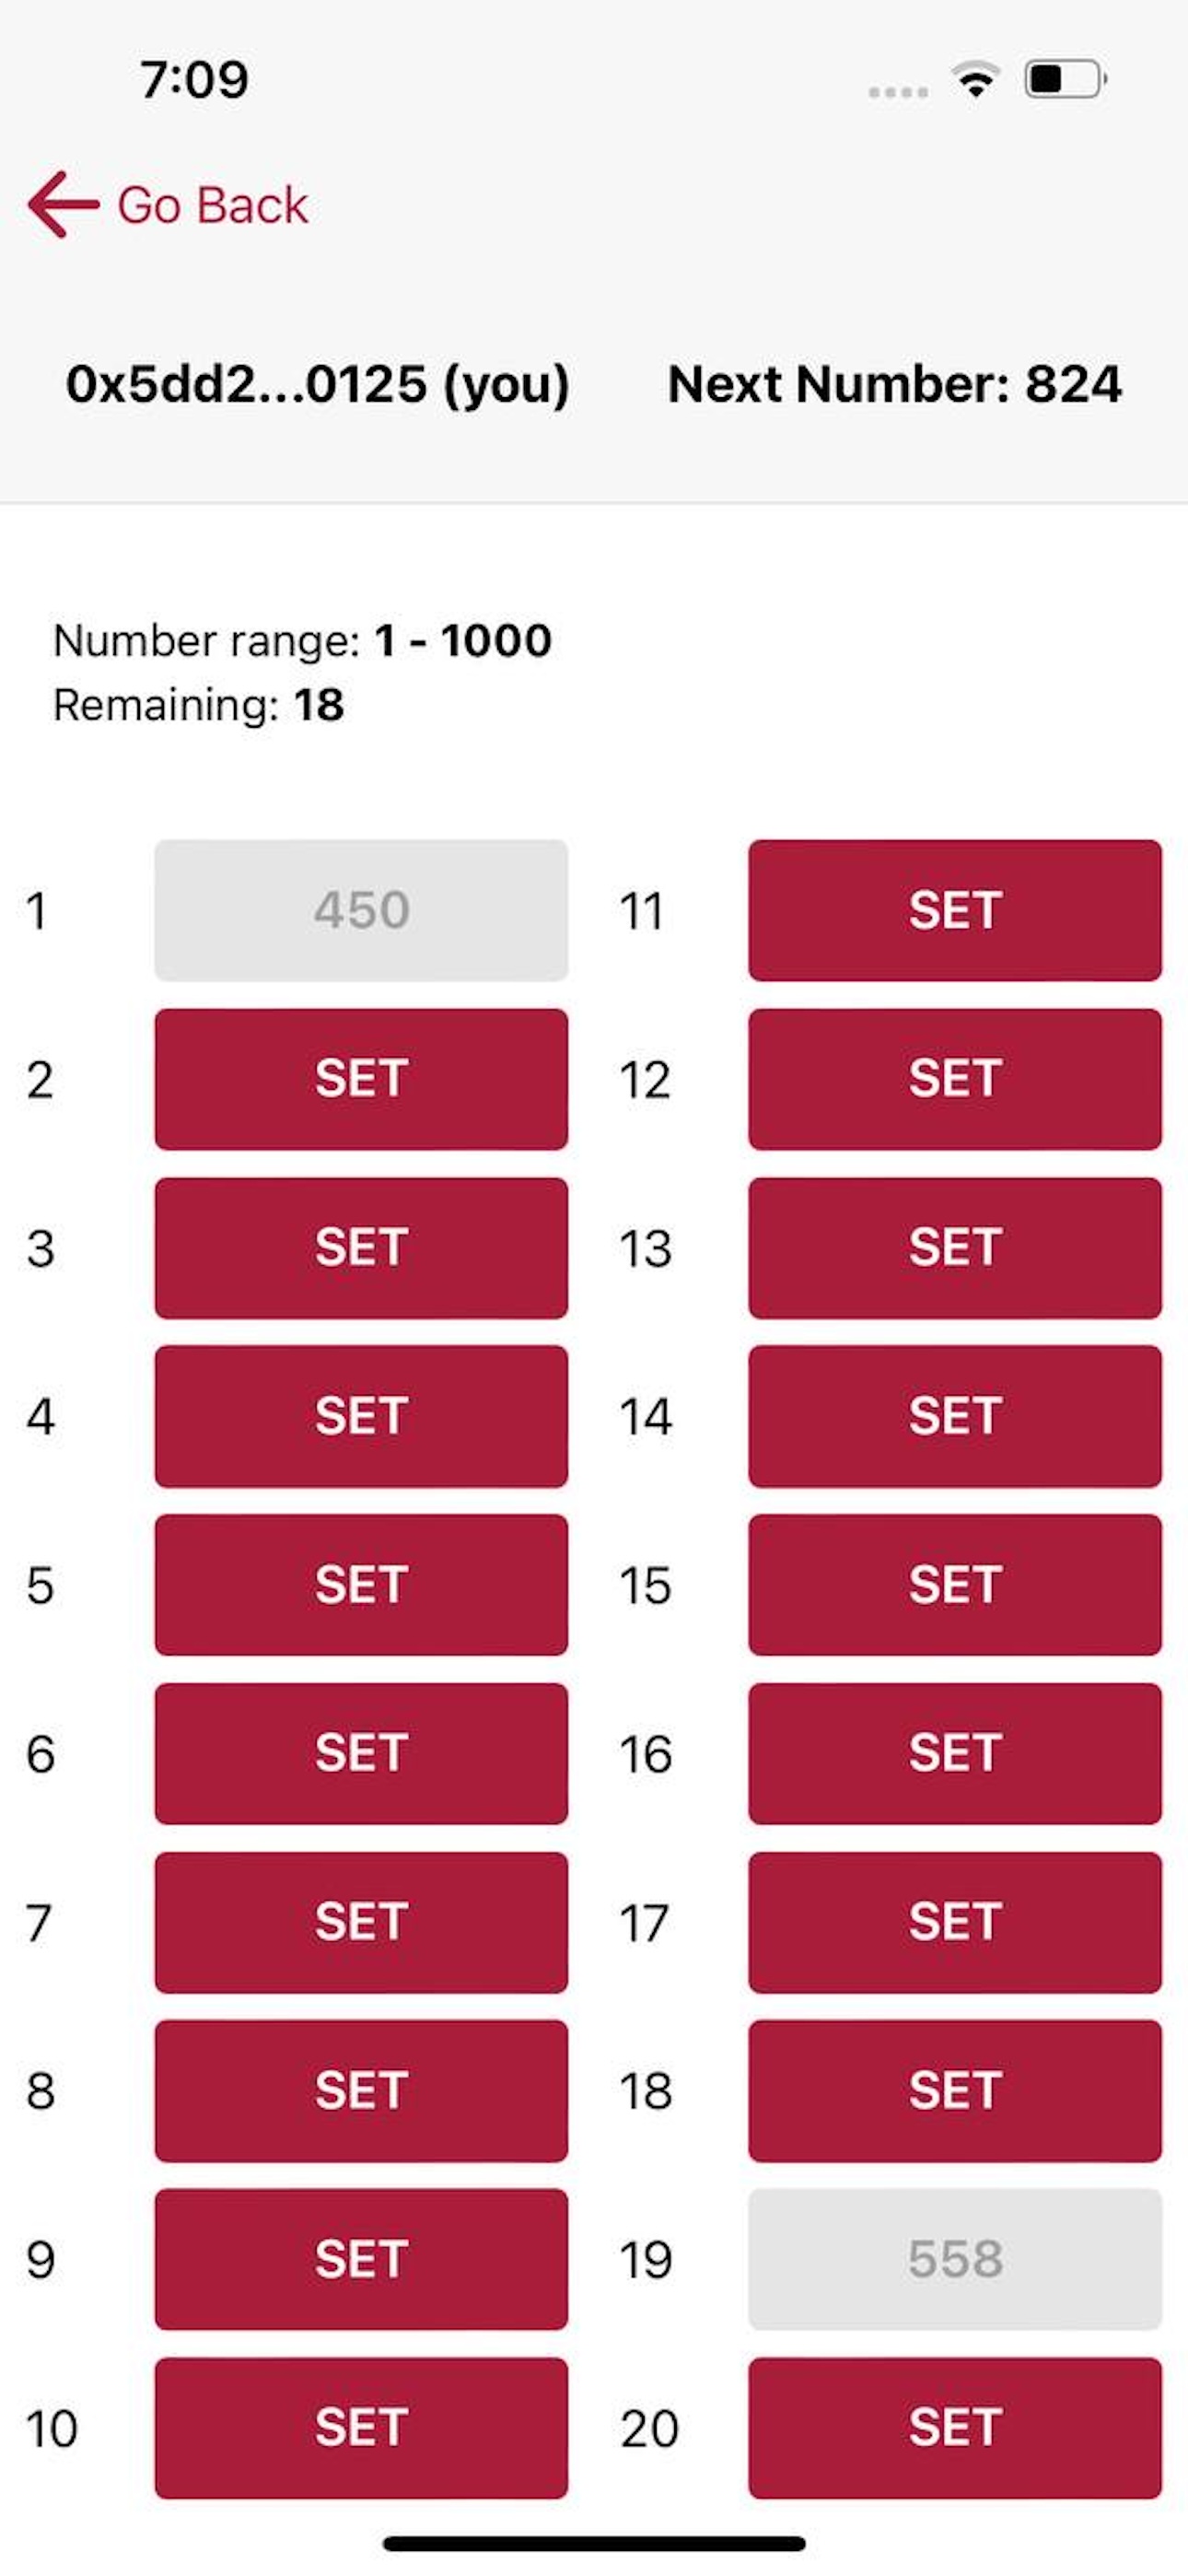 7:09
Go Back
0x5dd2...0125 (you) Next Number: 824
Number range: 1 - 1000
Remaining: 18
1 450 11 SET
2 SET 12 SET
3 SET 13 SET
4 SET 14 SET
5 SET 15 SET
6 SET 16 SET
7 SET 17 SET
8 SET 18 SET
9 SET 19 558
10 SET 20 SET